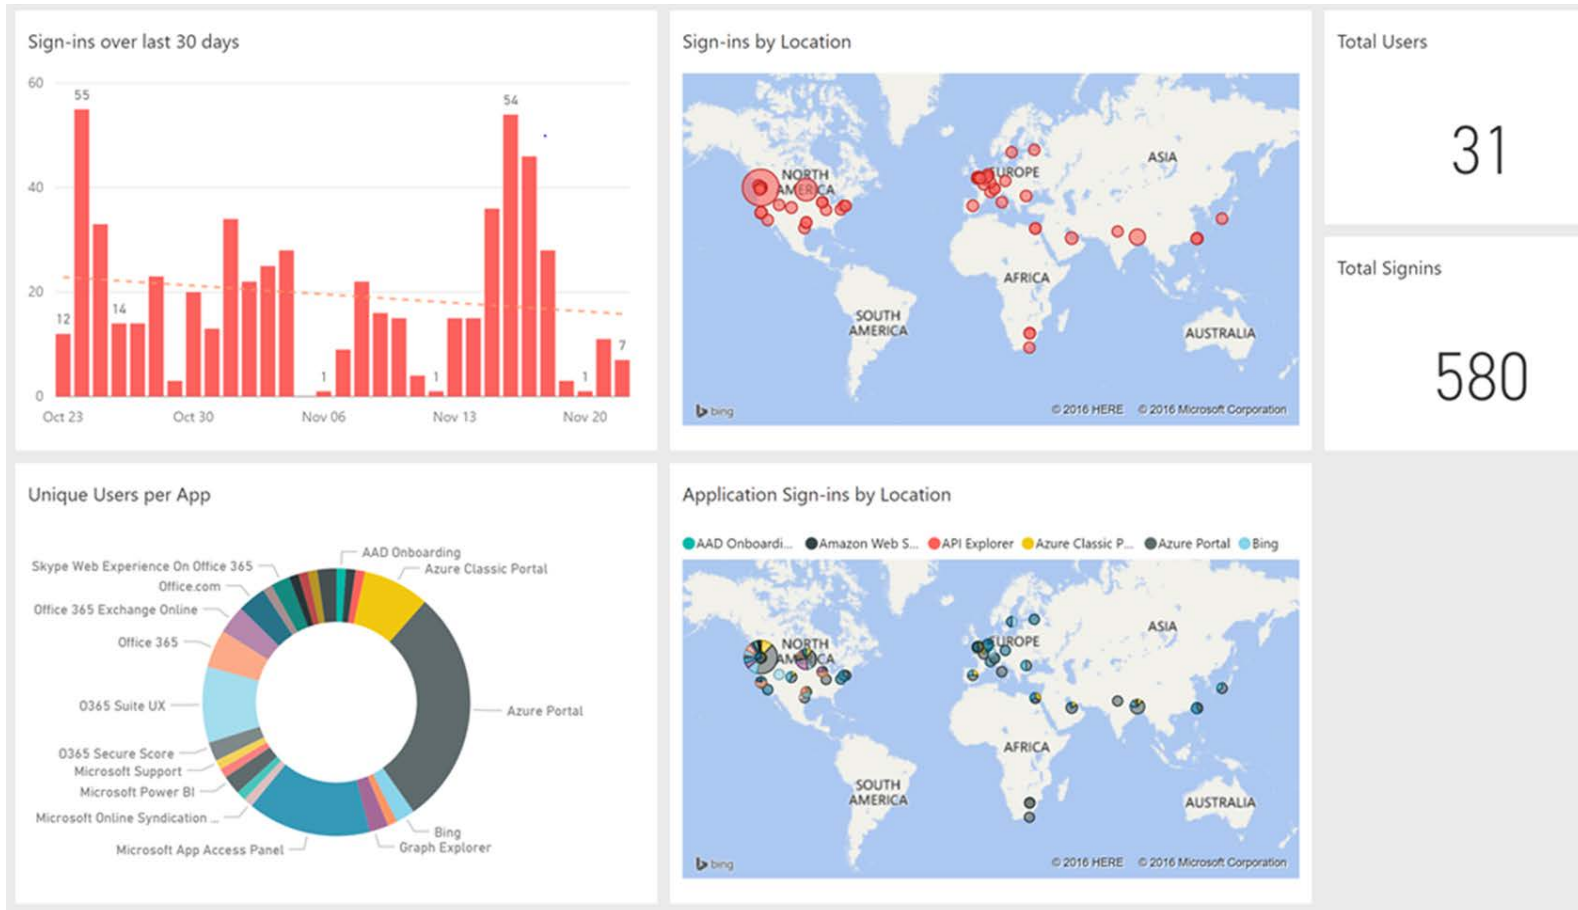 Sign-ins over last 30 days
60
40
20
0
55
54
12
14
1
1
1
7
Oct 23
Oct 30
Nov 06
Nov 13
Nov 20
Sign-ins by Location
NORTH
AMERICA
EUROPE
ASIA
AFRICA
SOUTH
AMERICA
AUSTRALIA
bing
© 2016 HERE © 2016 Microsoft Corporation
Total Users
31
Total Signins
580
Unique Users per App
AAD Onboarding
Skype Web Experience On Office 365
Azure Classic Portal
Office.com
Office 365 Exchange Online
Office 365
O365 Suite UX
Azure Portal
O365 Secure Score
Microsoft Support
Microsoft Power BI
Microsoft Online Syndication ...
Bing
Graph Explorer
Microsoft App Access Panel
Application Sign-ins by Location
AAD Onboardi... Amazon Web S... API Explorer Azure Classic P... Azure Portal Bing
NORTH
AMERICA
EUROPE
ASIA
AFRICA
SOUTH
AMERICA
AUSTRALIA
bing
© 2016 HERE © 2016 Microsoft Corporation